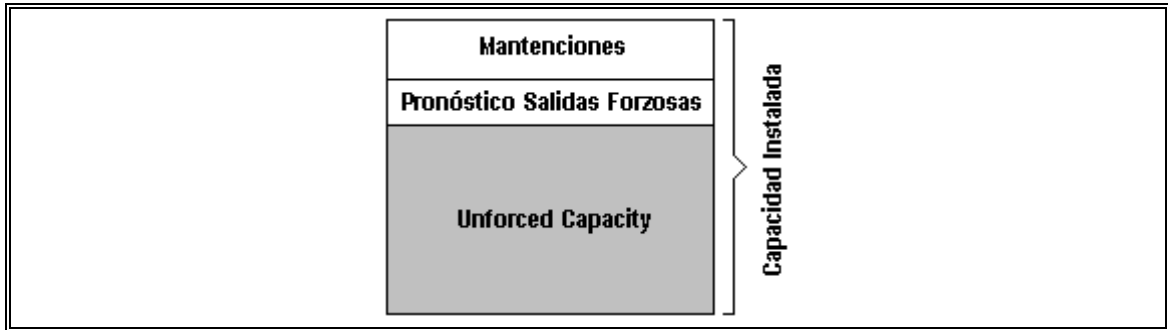 Mantenciones
Pronóstico Salidas Forzosas
Unforced Capacity
Capacidad Instalada